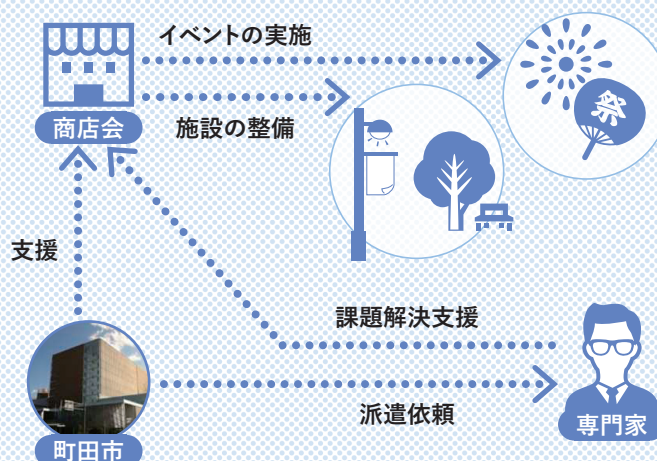 イベントの実施
祭
商店会
施設の整備
支援
課題解決支援
派遣依頼
専門家
町田市